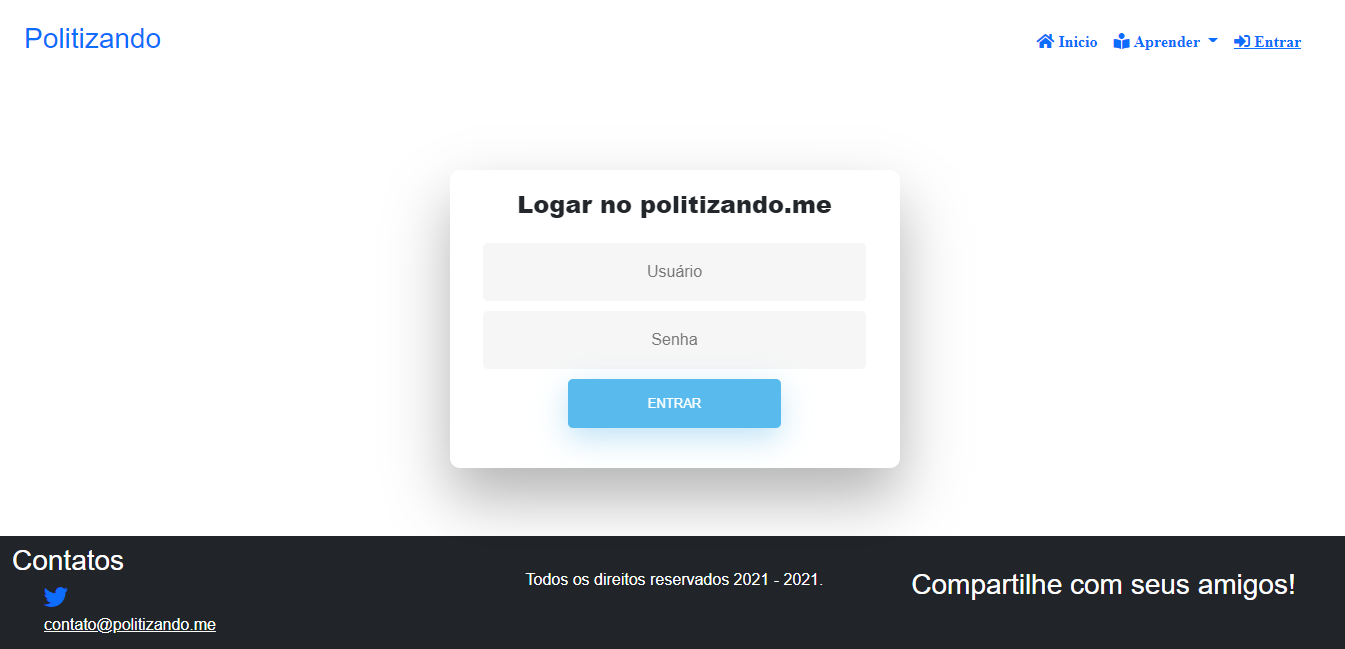 Politizando
Inicio Aprender Entrar
Logar no politizando.me
Usuário
Senha
ENTRAR
Contatos
contato@politizando.me
Todos os direitos reservados 2021 - 2021.
Compartilhe com seus amigos!